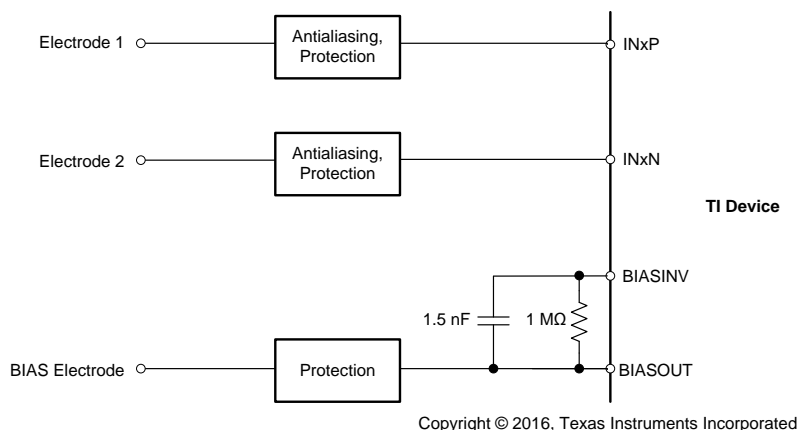 Electrode 1
Antialiasing,
Protection
INxP
Electrode 2
Antialiasing,
Protection
INxN
TI Device
BIASINV
1.5 nF
1 MΩ
BIAS Electrode
Protection
BIASOUT
Copyright © 2016, Texas Instruments Incorporated